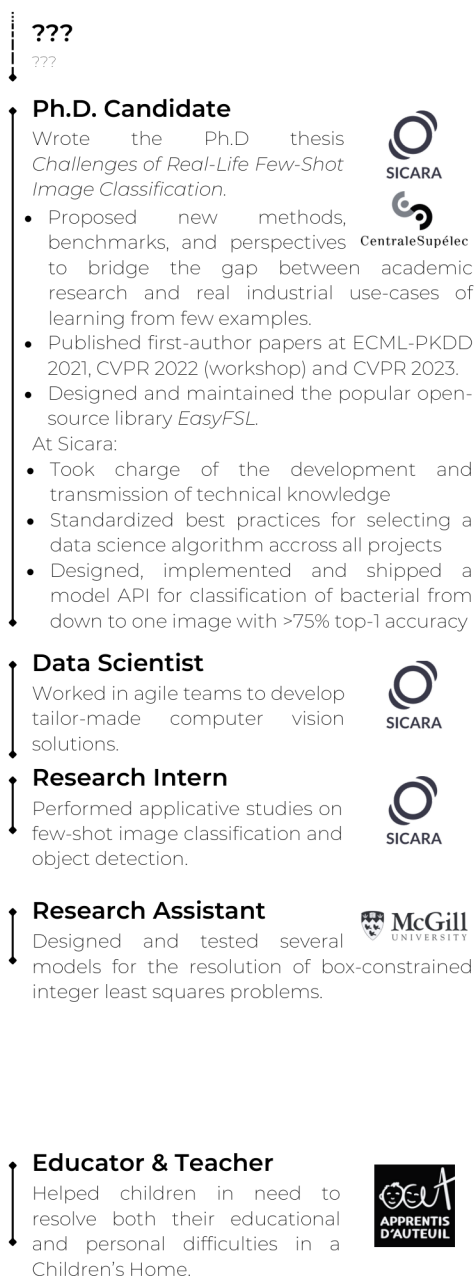 ???
???
Ph.D. Candidate
Wrote the Ph.D thesis
Challenges of Real-Life Few-Shot
Image Classification.
SICARA
• Proposed new methods,
benchmarks, and perspectives
CentraleSupélec
to bridge the gap between academic
research and real industrial use-cases of
learning from few examples.
• Published first-author papers at ECML-PKDD
2021, CVPR 2022 (workshop) and CVPR 2023.
• Designed and maintained the popular open-
source library EasyFSL.
At Sicara:
• Took charge of the development and
transmission of technical knowledge
• Standardized best practices for selecting a
data science algorithm accross all projects
• Designed, implemented and shipped a
model API for classification of bacterial from
down to one image with >75% top-1 accuracy
Data Scientist
Worked in agile teams to develop
tailor-made computer vision
solutions.
SICARA
Research Intern
Performed applicative studies on
few-shot image classification and
object detection.
SICARA
Research Assistant
McGill
UNIVERSITY
Designed and tested several
models for the resolution of box-constrained
integer least squares problems.
Educator & Teacher
Helped children in need to
resolve both their educational
and personal difficulties in a
Children's Home.
APPRENTIS
D'AUTEUIL